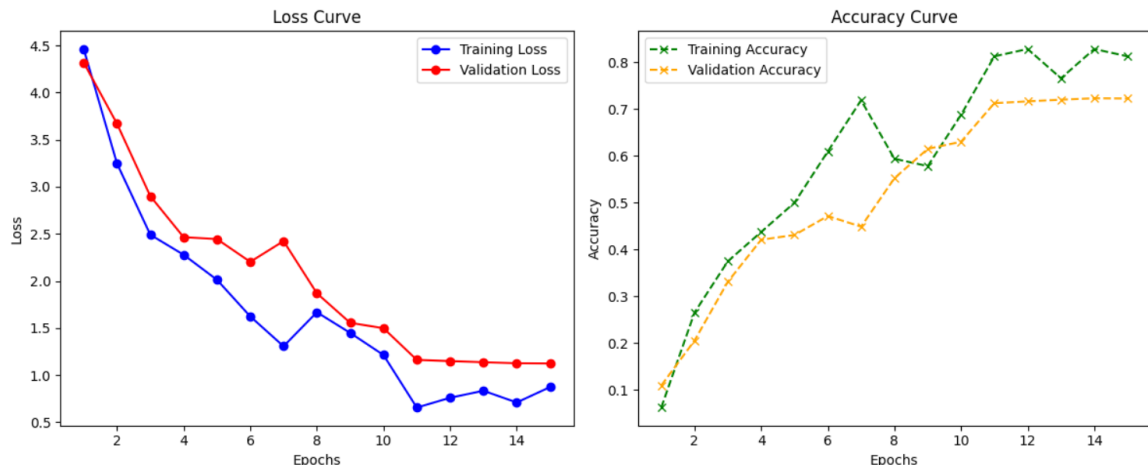 Loss Curve
Training Loss
Validation Loss
4.5
4.0
3.5
3.0
2.5
2.0
1.5
1.0
0.5
Loss
2 4 6 8 10 12 14
Epochs
Accuracy Curve
Training Accuracy
Validation Accuracy
0.8
0.7
0.6
0.5
0.4
0.3
0.2
0.1
Accuracy
2 4 6 8 10 12 14
Epochs